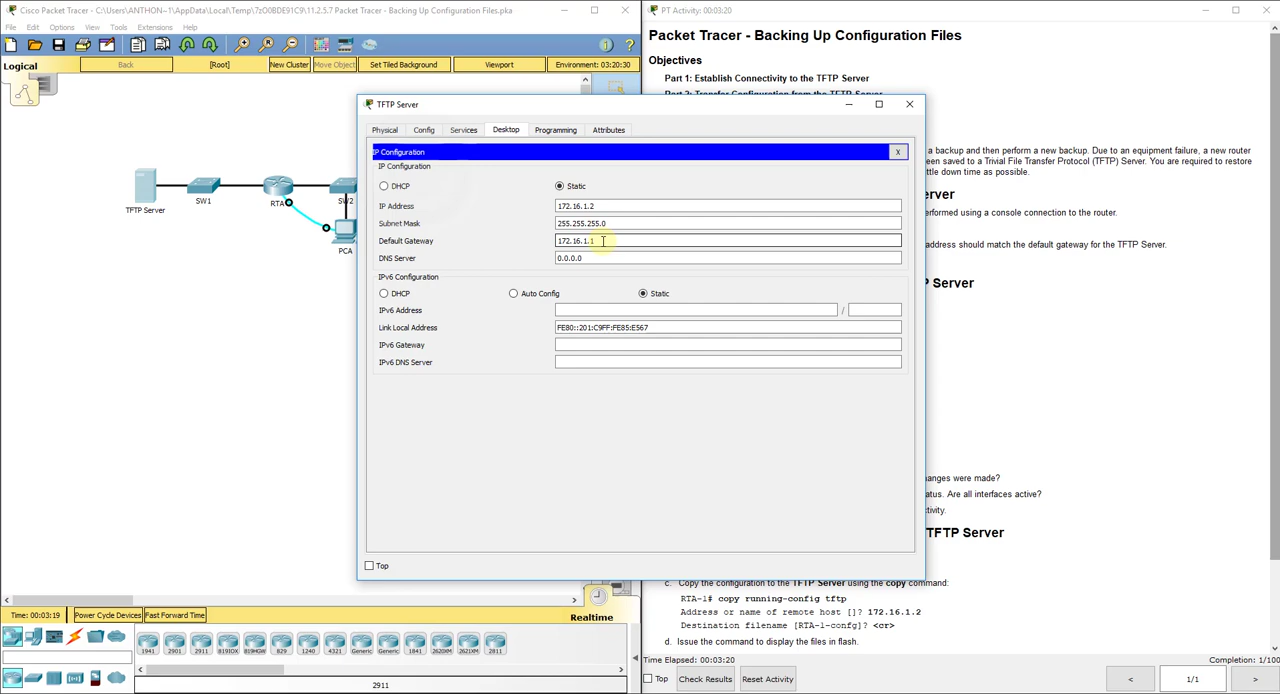 Cisco Packet Tracer - C:\Users\ANTHON~1\AppData\Local\Temp\7zO0BDE91C9\11.2.5.7 Packet Tracer - Backing Up Configuration Files.pka
File Edit Options View Tools Extensions Help
Logical
Back
[Root]
New Cluster
Move Object
Set Tiled Background
Viewport
Environment: 03:20:30
TFTP Server
SW1
RTA
SW2
PCA
Time: 00:03:19
Power Cycle Devices
Fast Forward Time
Realtime
1941
2901
2911
819IOX
819HGW
829
1240
4321
Generic
Generic
1841
2620XM
2621XM
2811
2911
TFTP Server
Physical
Config
Services
Desktop
Programming
Attributes
IP Configuration
X
IP Configuration
DHCP
Static
IP Address 172.16.1.2
Subnet Mask 255.255.255.0
Default Gateway 172.16.1.1
DNS Server 0.0.0.0
IPv6 Configuration
DHCP
Auto Config
Static
IPv6 Address /
Link Local Address FE80::201:C9FF:FE85:E567
IPv6 Gateway
IPv6 DNS Server
Top
PT Activity: 00:03:20
Packet Tracer - Backing Up Configuration Files
Objectives
Part 1: Establish Connectivity to the TFTP Server
a backup and then perform a new backup. Due to an equipment failure, a new router
een saved to a Trivial File Transfer Protocol (TFTP) Server. You are required to restore
ttle down time as possible.
erver
erformed using a console connection to the router.
address should match the default gateway for the TFTP Server.
P Server
anges were made?
atus. Are all interfaces active?
tivity.
TFTP Server
c. Copy the configuration to the TFTP Server using the copy command:
RTA-1# copy running-config tftp
Address or name of remote host []? 172.16.1.2
Destination filename [RTA-1-confg]? <cr>
d. Issue the command to display the files in flash.
Time Elapsed: 00:03:20
Completion: 1/100
Top
Check Results
Reset Activity
<
1/1
>